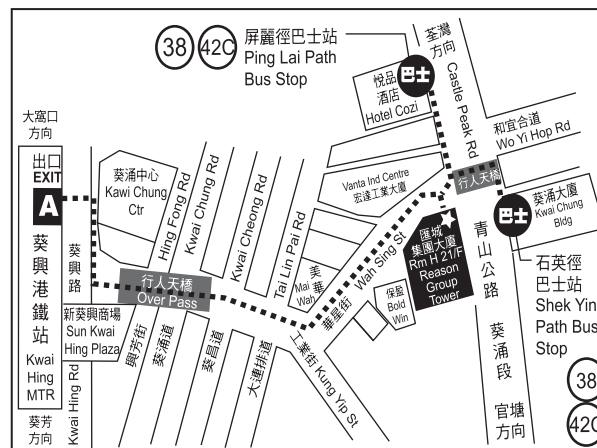 38
42C
屏麗徑巴士站
Ping Lai Path
Bus Stop
荃灣
方向
Castle Peak Rd
巴士
悅品
酒店
Hotel Cozi
和宜合道
Wo Yi Hop Rd
大窩口
方向
出口
EXIT
A
葵興港鐵站
Kwai
Hing
MTR
葵芳
方向
葵興路
Kwai Hing Rd
葵涌中心
Kawi Chung
Ctr
新葵興商場
Sun Kwai
Hing Plaza
行人天橋
Over Pass
Hing Fong Rd
Kwai Chung Rd
Kwai Cheong Rd
Tai Lin Pai Rd
興芳街
葵涌道
葵昌道
大連排道
美華
Mai
Wah
Vanta Ind Centre
宏達工業大廈
Wah Sing St
華星街
工業街 Kung Yip St
保盈
Bold
Win
匯城
集團大廈
Rm H 21/F
Reason
Group
Tower
行人天橋
葵涌大廈
Kwai Chung
Bldg
巴士
青山公路
葵涌段
官塘
方向
石英徑
巴士站
Shek Yin
Path Bus
Stop
38
42C